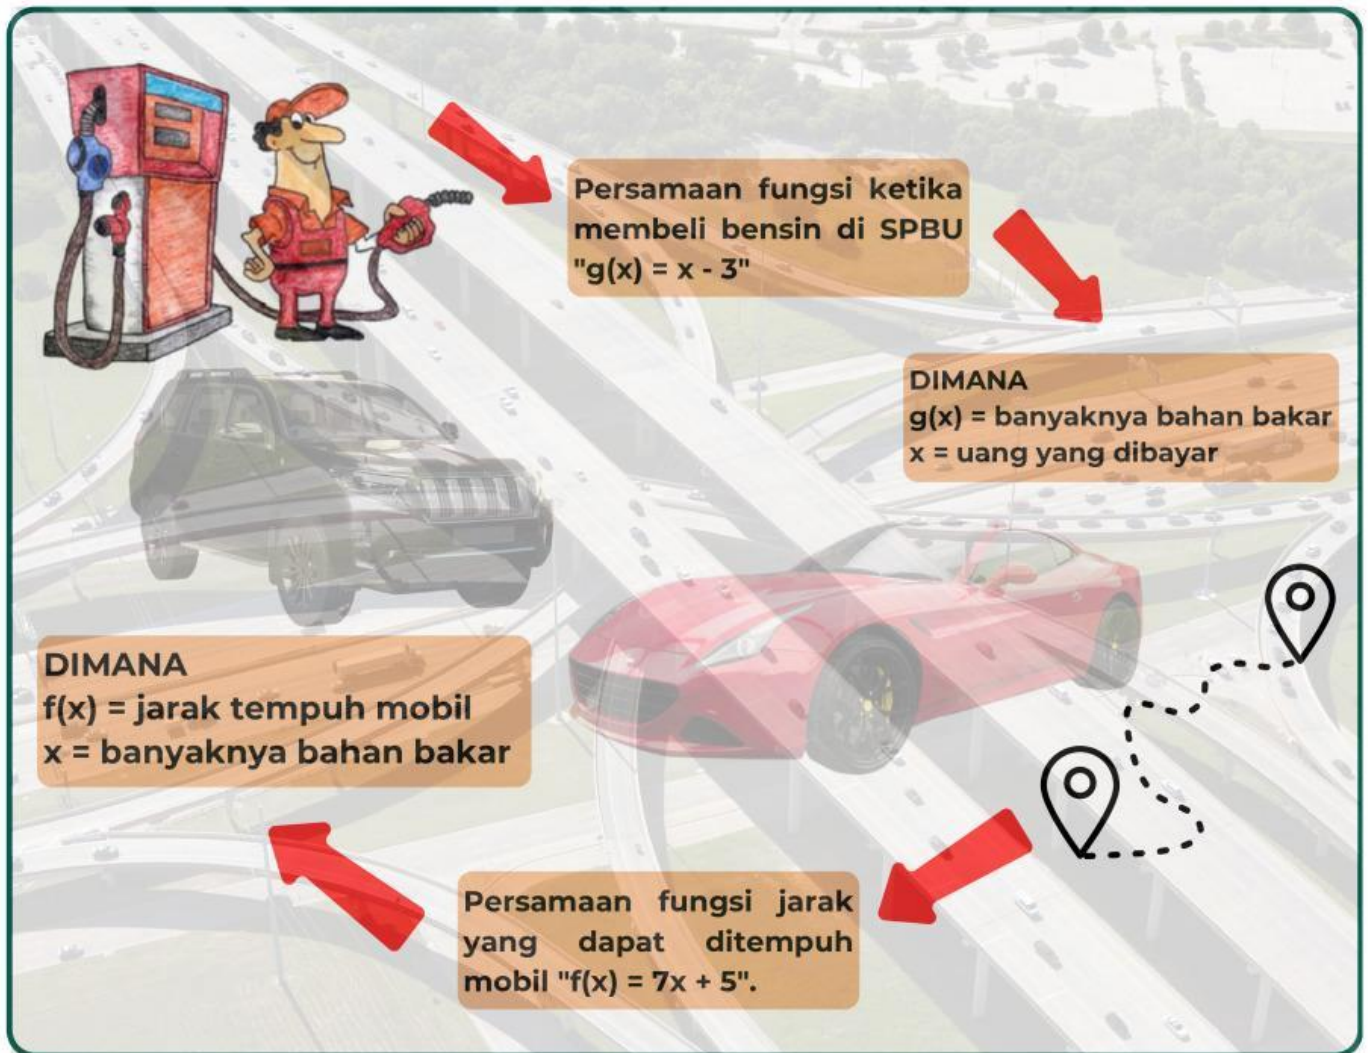 Persamaan fungsi ketika
membeli bensin di SPBU
"g(x) = x - 3"
DIMANA
g(x) = banyaknya bahan bakar
x = uang yang dibayar
DIMANA
f(x) = jarak tempuh mobil
x = banyaknya bahan bakar
Persamaan fungsi jarak
yang dapat ditempuh
mobil "f(x) = 7x + 5".